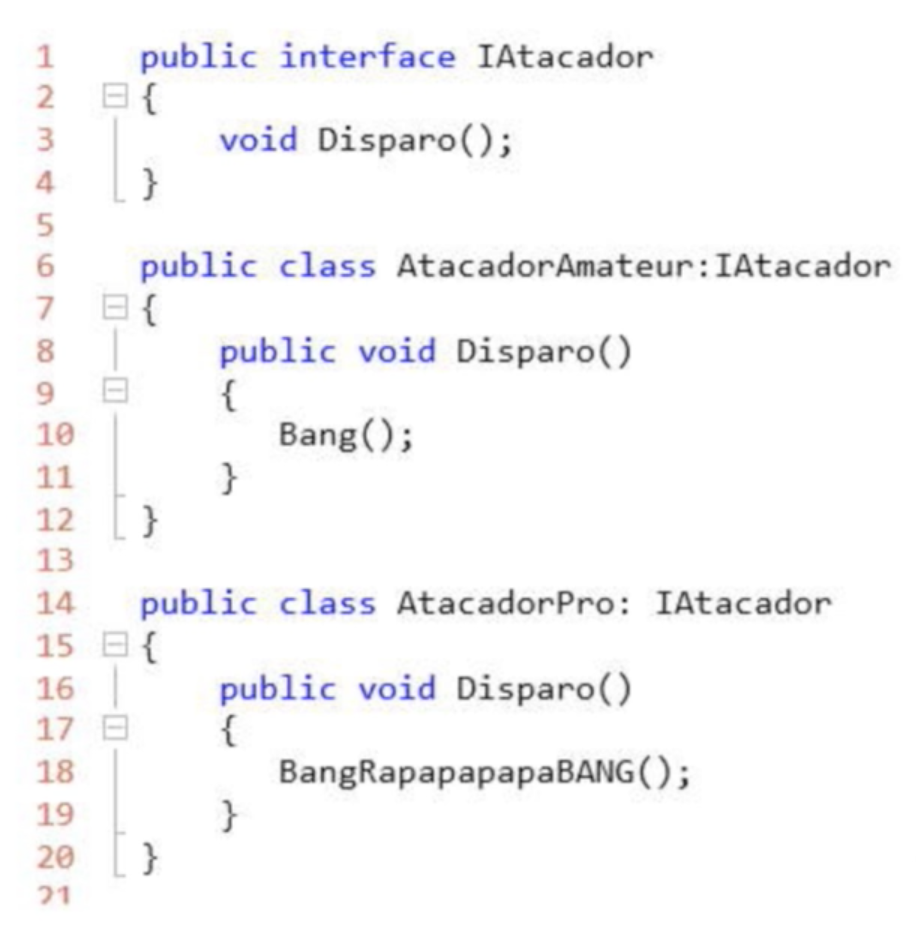 1 public interface IAtacador
2 {
3 void Disparo();
4 }
5
6 public class AtacadorAmateur:IAtacador
7 {
8 public void Disparo()
9 {
10 Bang();
11 }
12 }
13
14 public class AtacadorPro: IAtacador
15 {
16 public void Disparo()
17 {
18 BangRapapapapaBANG();
19 }
20 }
21